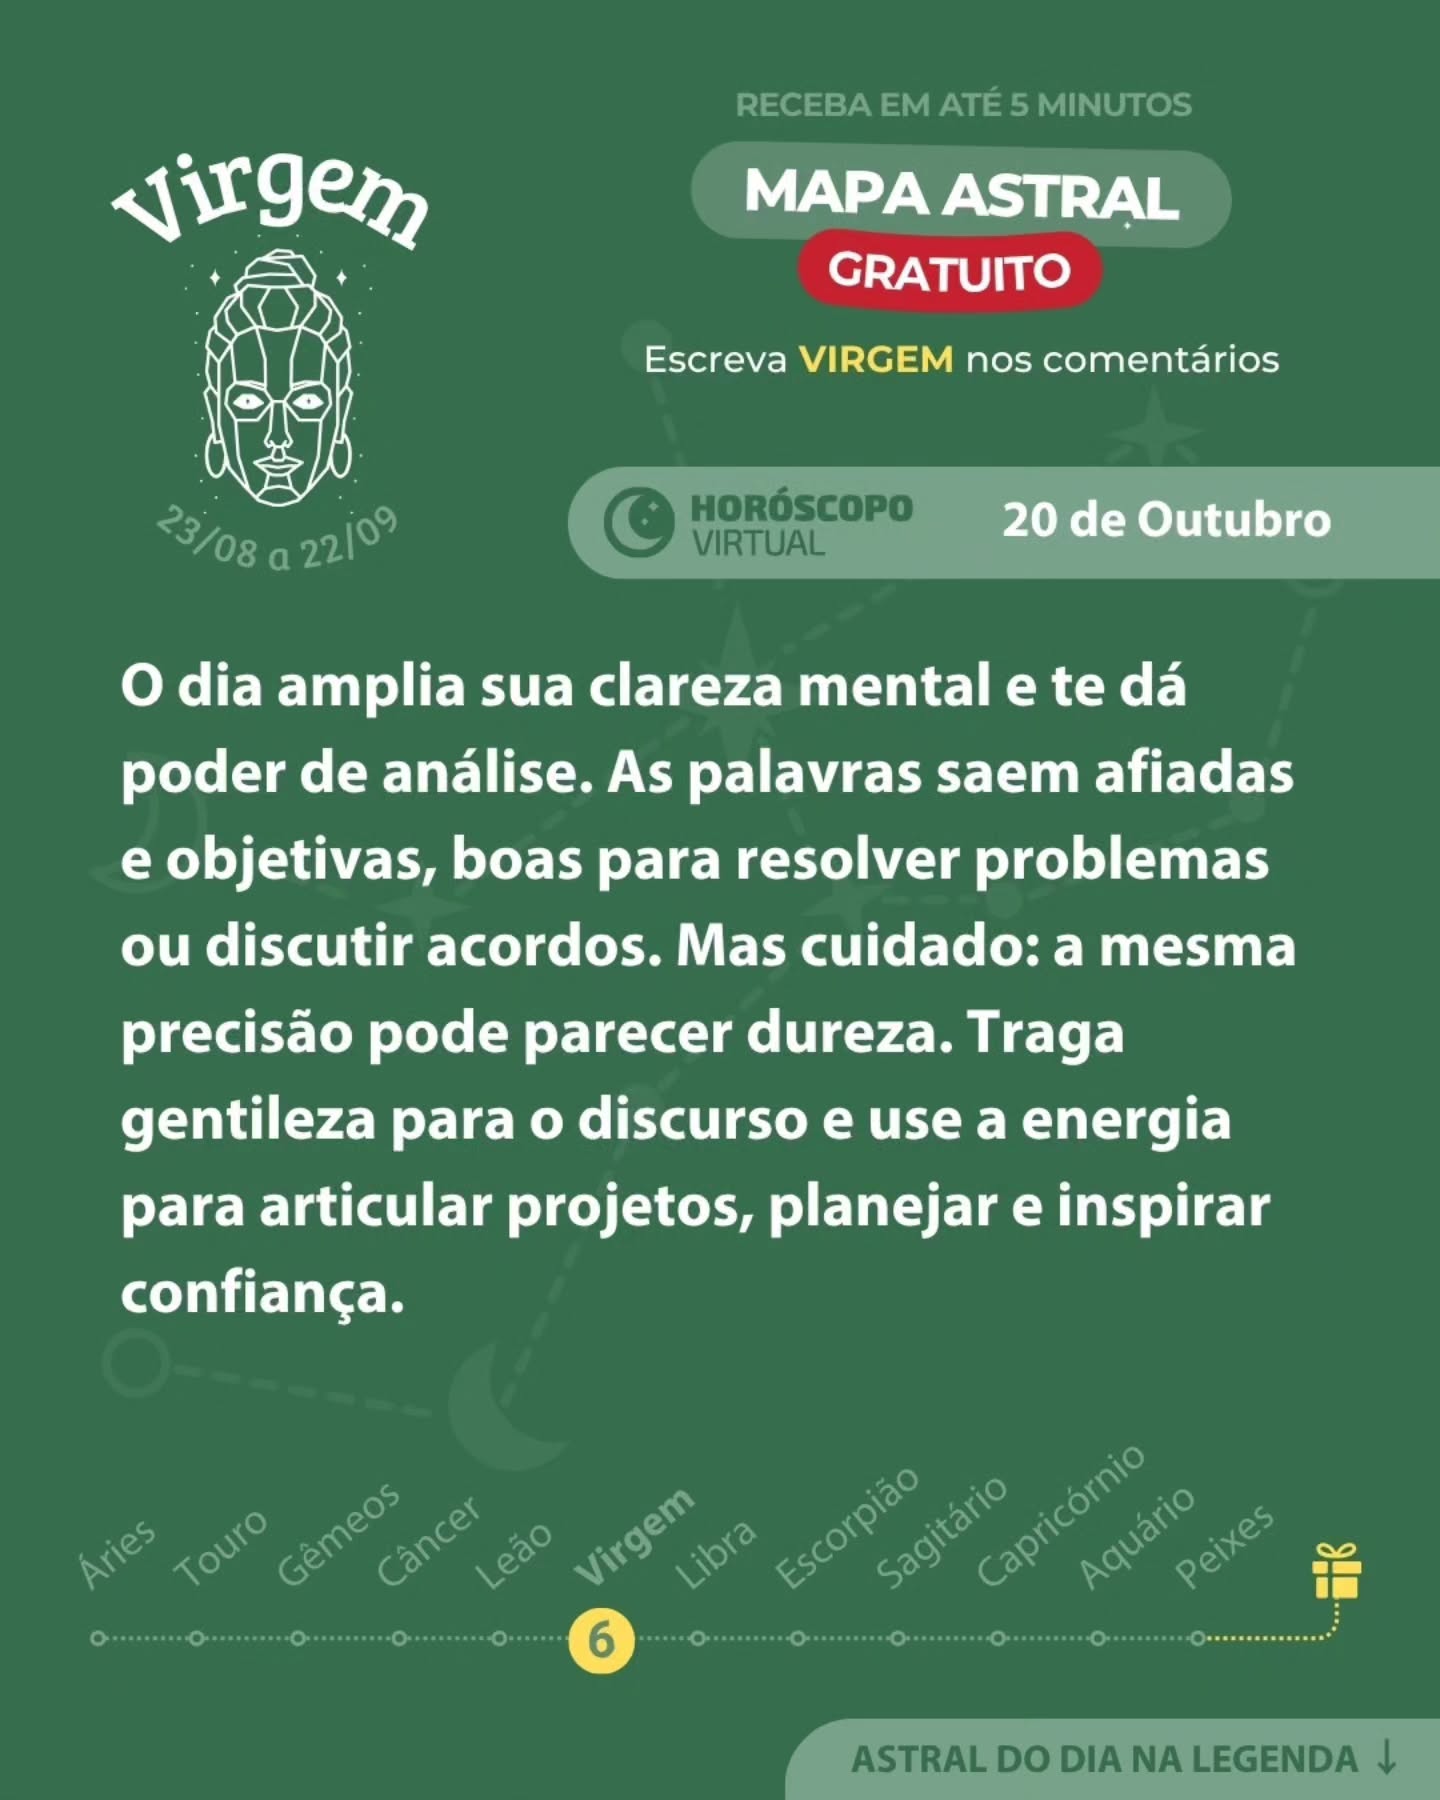 Virgem
23/08 a 22/09
RECEBA EM ATÉ 5 MINUTOS
MAPA ASTRAL
GRATUITO
Escreva VIRGEM nos comentários
HORÓSCOPO
VIRTUAL
20 de Outubro
O dia amplia sua clareza mental e te dá
poder de análise. As palavras saem afiadas
e objetivas, boas para resolver problemas
ou discutir acordos. Mas cuidado: a mesma
precisão pode parecer dureza. Traga
gentileza para o discurso e use a energia
para articular projetos, planejar e inspirar
confiança.
Áries
Touro
Gêmeos
Câncer
Leão
Virgem
Libra
Escorpião
Sagitário
Capricórnio
Aquário
Peixes
6
ASTRAL DO DIA NA LEGENDA ↓